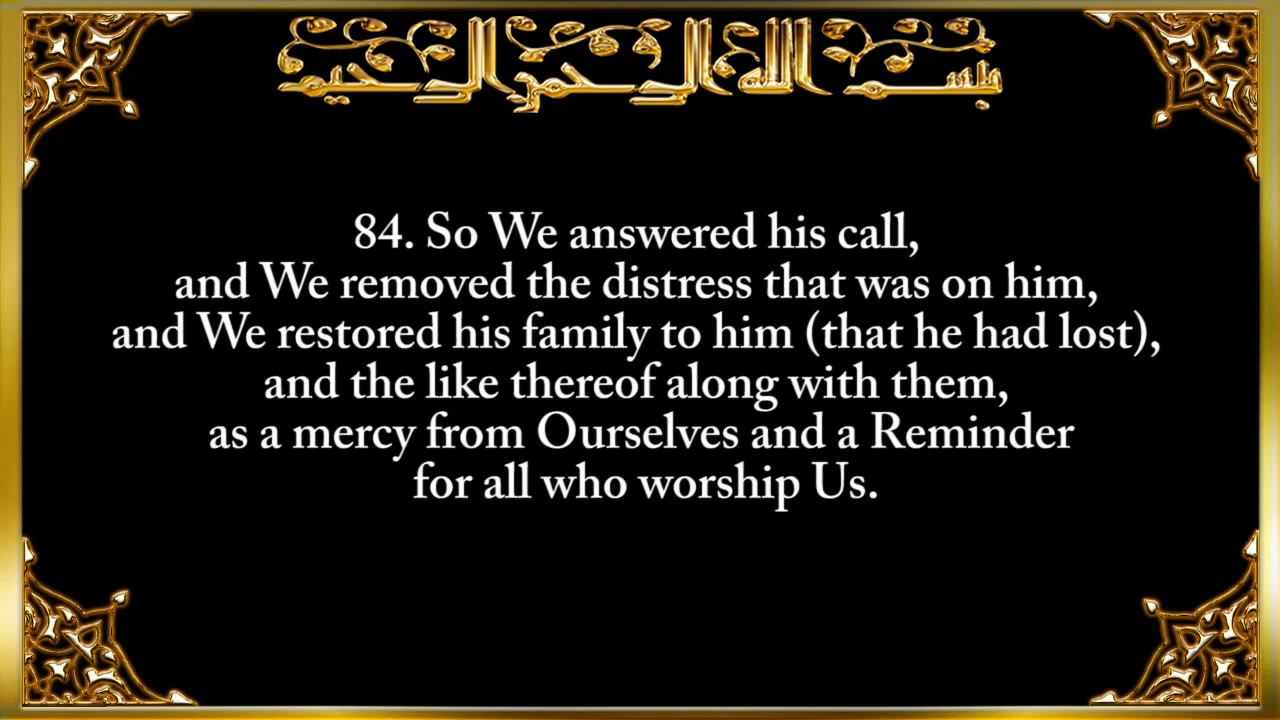 بسم الله الرحمن الرحيم
84. So We answered his call,
and We removed the distress that was on him,
and We restored his family to him (that he had lost),
and the like thereof along with them,
as a mercy from Ourselves and a Reminder
for all who worship Us.